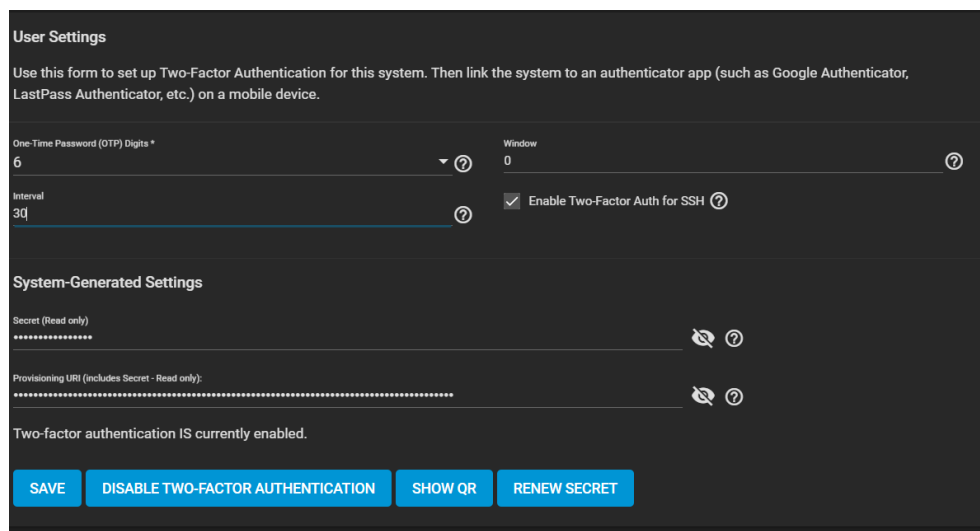 User Settings
Use this form to set up Two-Factor Authentication for this system. Then link the system to an authenticator app (such as Google Authenticator,
LastPass Authenticator, etc.) on a mobile device.
One-Time Password (OTP) Digits *
6
Window
0
Interval
30
Enable Two-Factor Auth for SSH
System-Generated Settings
Secret (Read only)
Provisioning URI (includes Secret - Read only):
Two-factor authentication IS currently enabled.
SAVE
DISABLE TWO-FACTOR AUTHENTICATION
SHOW QR
RENEW SECRET